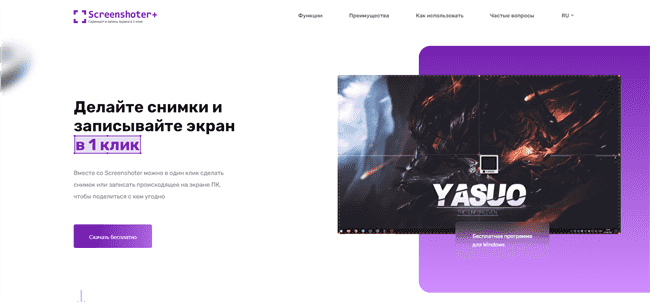 Screenshoter+
Скриншот и запись экрана в 1 клик
Функции
Преимущества
Как использовать
Частые вопросы
RU
Делайте снимки и
записывайте экран
в 1 клик
Вместе со Screenshoter можно в один клик сделать
снимок или записать происходящее на экране ПК,
чтобы поделиться с кем угодно
Скачать бесплатно
YASUO
THE UNFORGIVEN
Бесплатная программа
для Windows